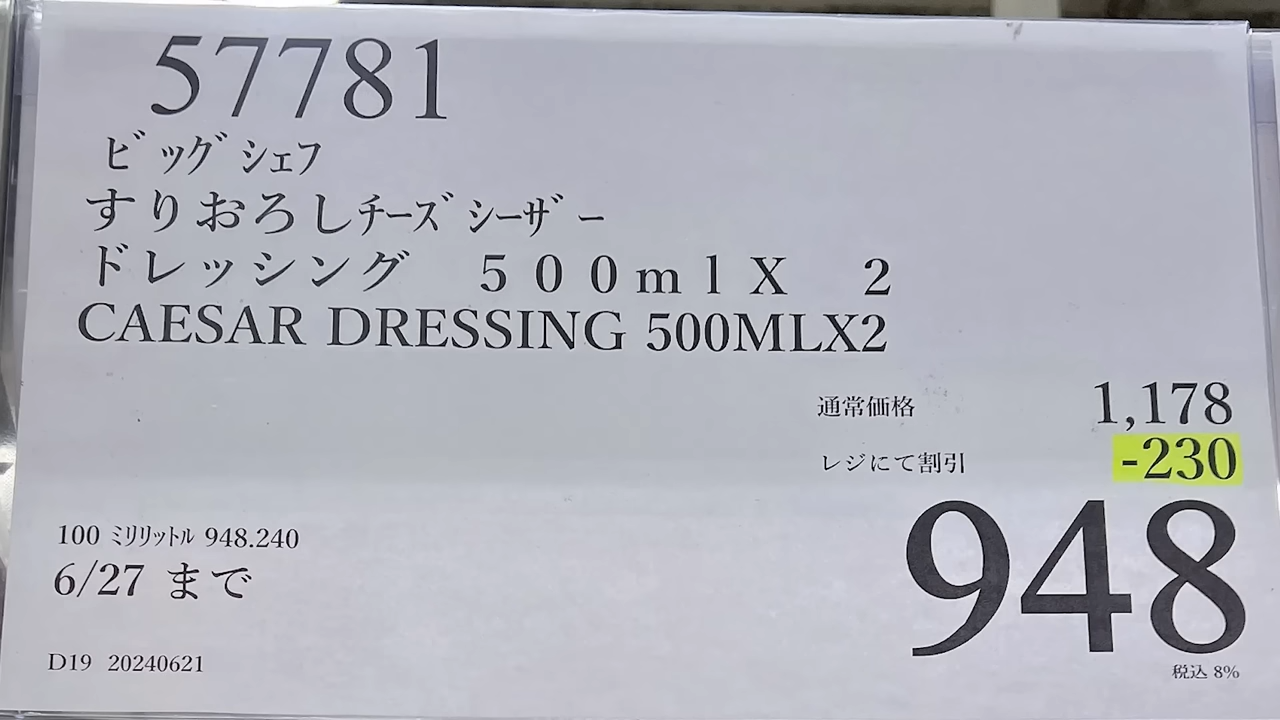 57781
ビッグシェフ
すりおろしチーズシーザー
ドレッシング　５００ｍｌＸ　２
CAESAR DRESSING 500MLX2
通常価格 1,178
レジにて割引 -230
948
税込 8%
100 ミリリットル 948.240
6/27 まで
D19 20240621